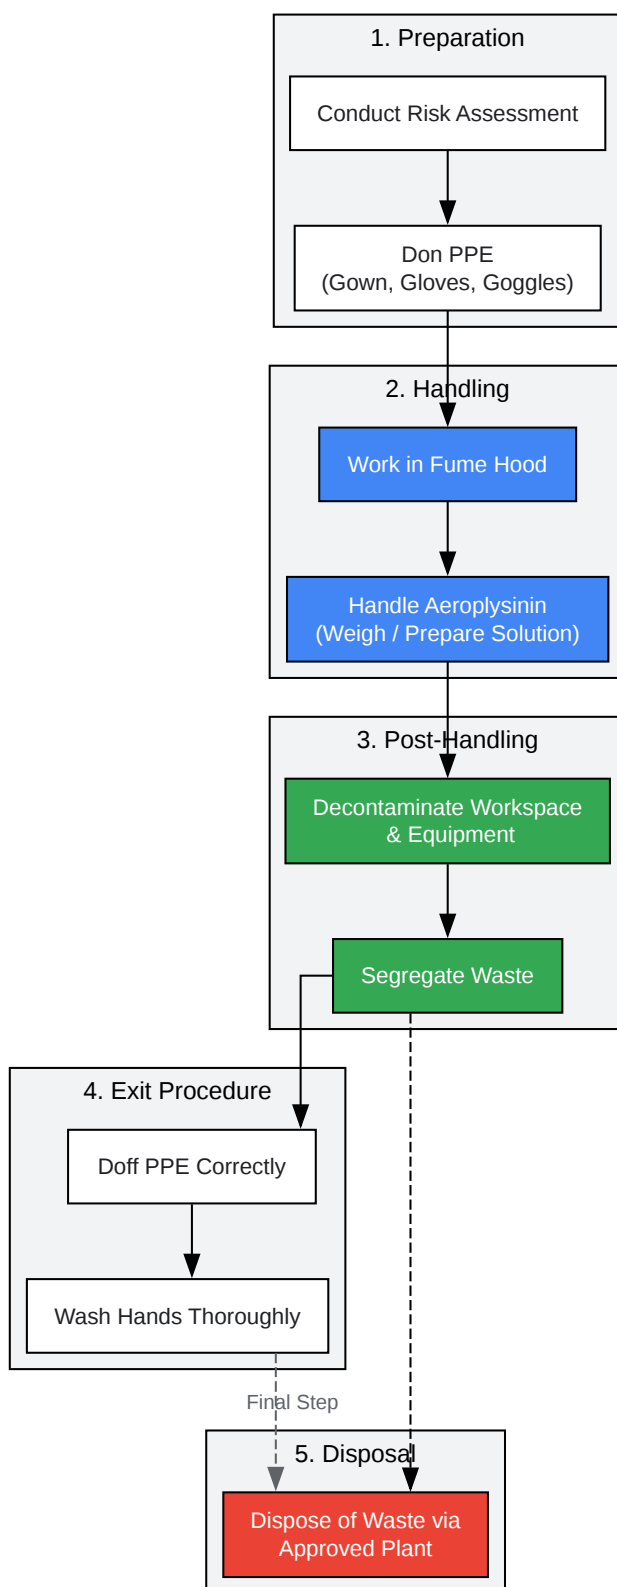 1. Preparation
Conduct Risk Assessment
Don PPE
(Gown, Gloves, Goggles)
2. Handling
Work in Fume Hood
Handle Aeroplysinin
(Weigh / Prepare Solution)
3. Post-Handling
Decontaminate Workspace
& Equipment
Segregate Waste
4. Exit Procedure
Doff PPE Correctly
Wash Hands Thoroughly
Final Step
5. Disposal
Dispose of Waste via
Approved Plant